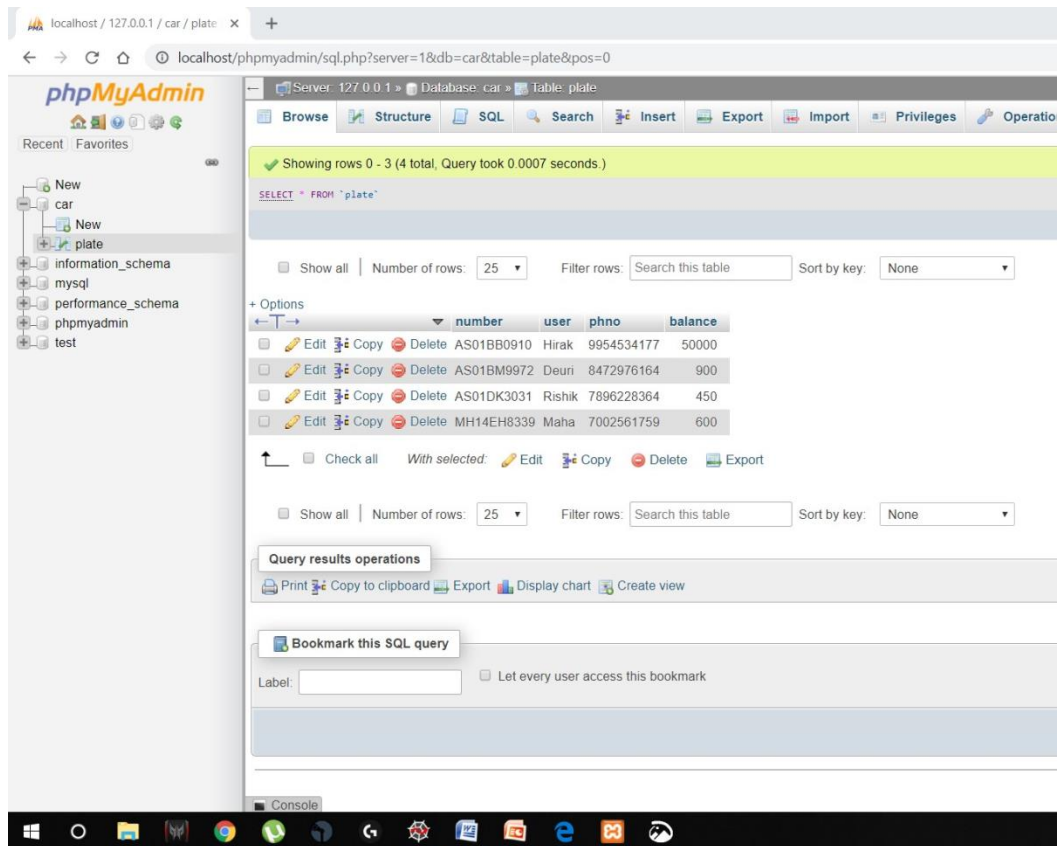 localhost / 127.0.0.1 / car / plate
localhost/phpmyadmin/sql.php?server=1&db=car&table=plate&pos=0
phpMyAdmin
Recent Favorites
New
car
New
plate
information_schema
mysql
performance_schema
phpmyadmin
test
Server: 127.0.0.1 » Database: car » Table: plate
Browse Structure SQL Search Insert Export Import Privileges Operatio
Showing rows 0 - 3 (4 total, Query took 0.0007 seconds.)
SELECT * FROM `plate`
Show all Number of rows: 25 Filter rows: Search this table Sort by key: None
+ Options
←T→ number user phno balance
Edit Copy Delete AS01BB0910 Hirak 9954534177 50000
Edit Copy Delete AS01BM9972 Deuri 8472976164 900
Edit Copy Delete AS01DK3031 Rishik 7896228364 450
Edit Copy Delete MH14EH8339 Maha 7002561759 600
Check all With selected: Edit Copy Delete Export
Show all Number of rows: 25 Filter rows: Search this table Sort by key: None
Query results operations
Print Copy to clipboard Export Display chart Create view
Bookmark this SQL query
Label: Let every user access this bookmark
Console